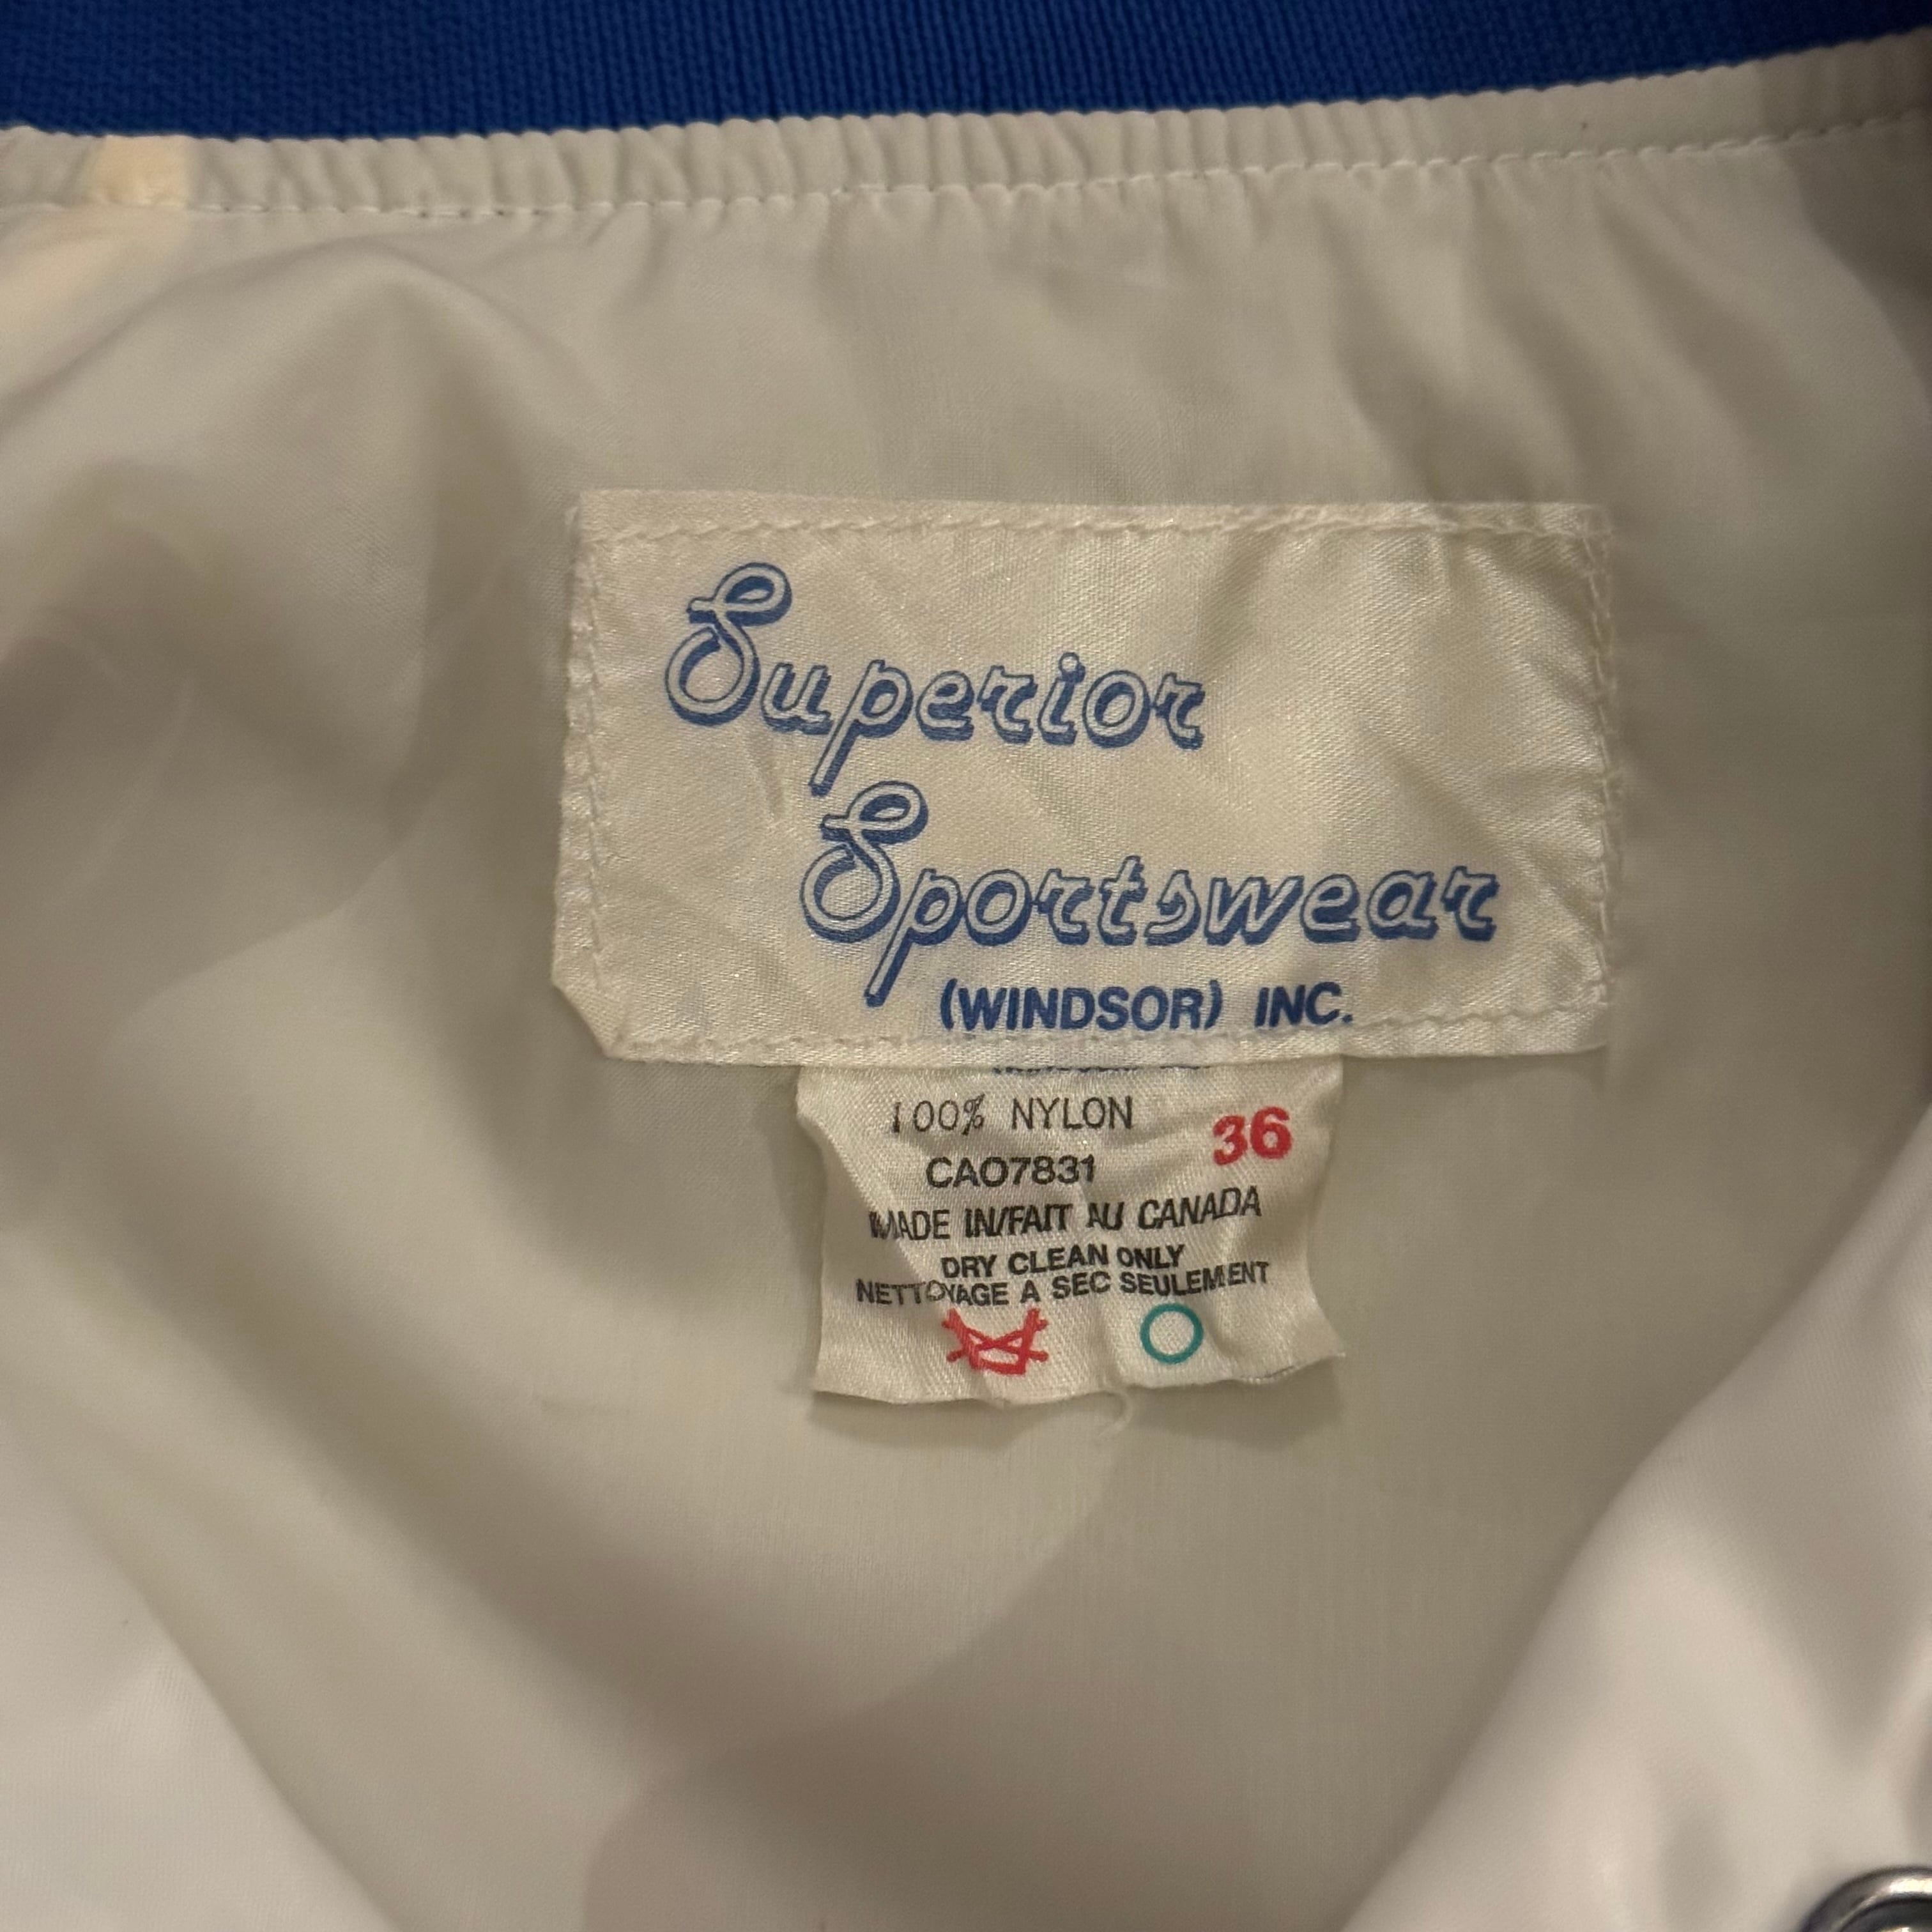 Superior
Sportswear
(WINDSOR) INC.
100% NYLON
36
CA07831
MADE IN/FAIT AU CANADA
DRY CLEAN ONLY
NETTOYAGE A SEC SEULEMENT